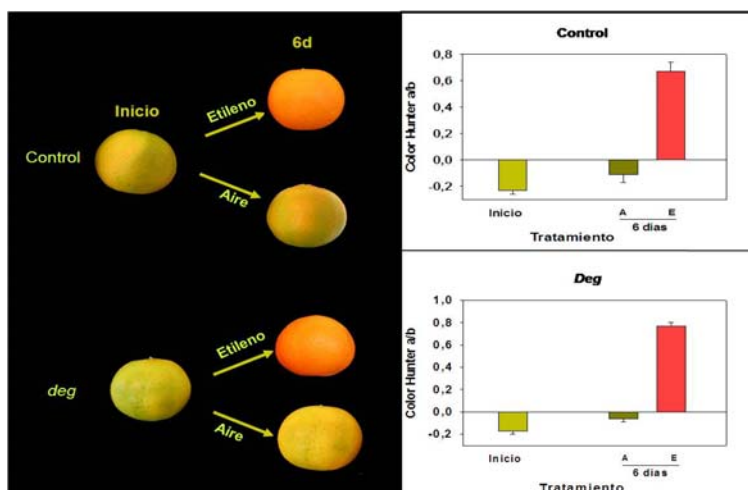 6d
Inicio
Etileno
Control
Aire
Etileno
deg
Aire
Control
0,8
0,6
0,4
0,2
0,0
-0,2
Color Hunter a/b
Inicio
A
E
6 dias
Tratamiento
Deg
1,0
0,8
0,6
0,4
0,2
0,0
-0,2
Color Hunter a/b
Inicio
A
E
6 días
Tratamiento